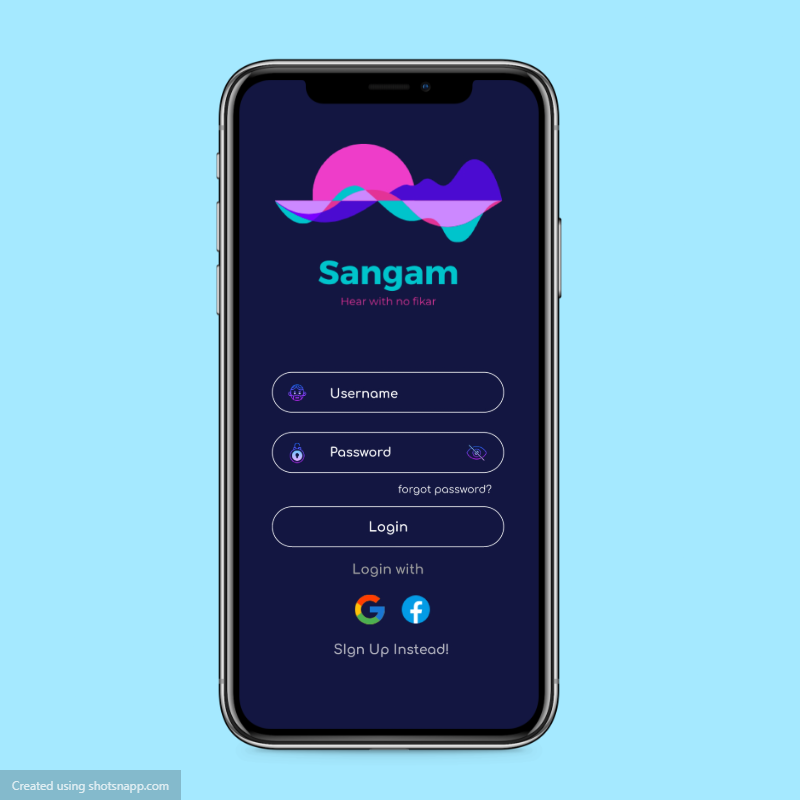 Sangam
Hear with no fikar
Username
Password
forgot password?
Login
Login with
SIgn Up Instead!
Created using shotsnapp.com